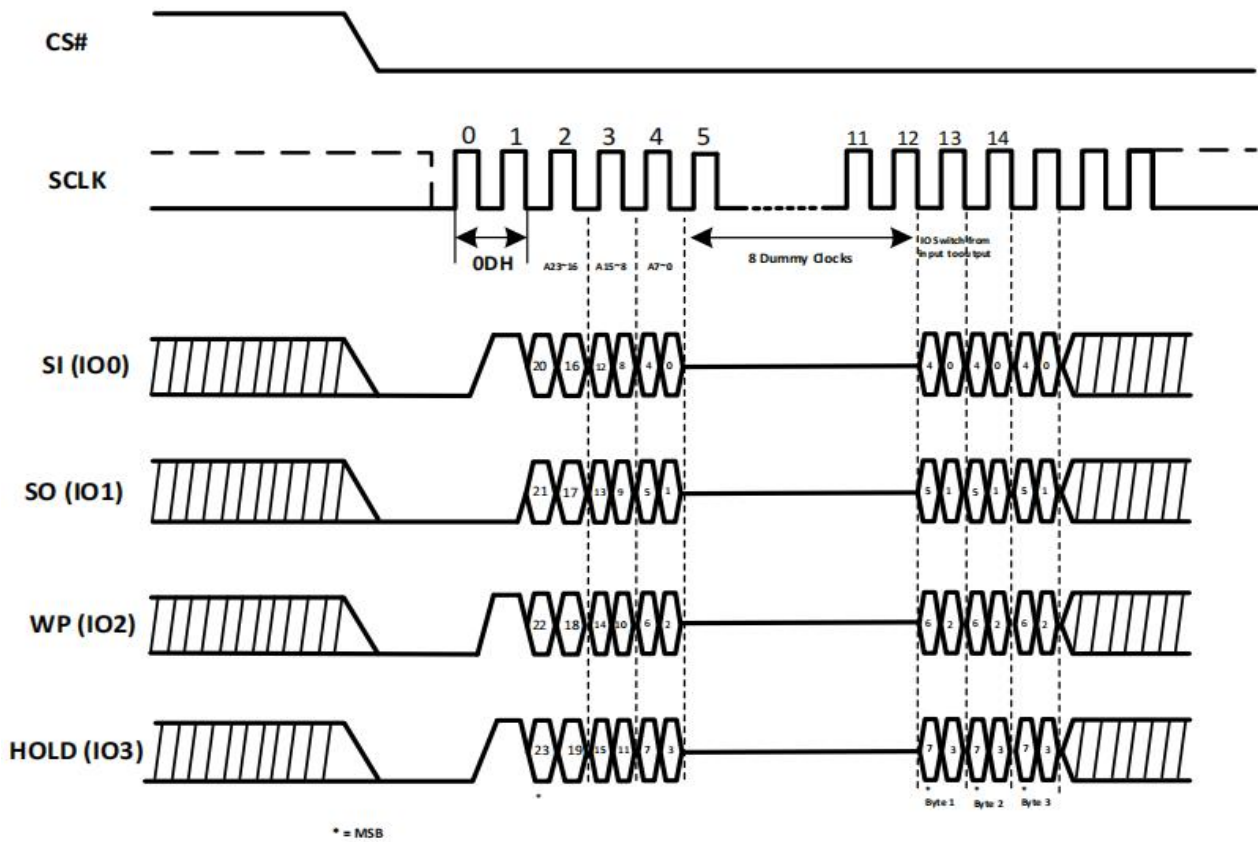 CS#
0 1 2 3 4 5 11 12 13 14
SCLK
0DH
A23~16 A15~8 A7~0
8 Dummy Clocks
IO Switch from
input to output
SI (IO0)
20 16 12 8 4 0 4 0 4 0 4 0
SO (IO1)
21 17 13 9 5 1 5 1 5 1 5 1
WP (IO2)
22 18 14 10 6 2 6 2 6 2 6 2
HOLD (IO3)
23 19 15 11 7 3 7 3 7 3 7 3
* * * *
Byte 1 Byte 2 Byte 3
* = MSB